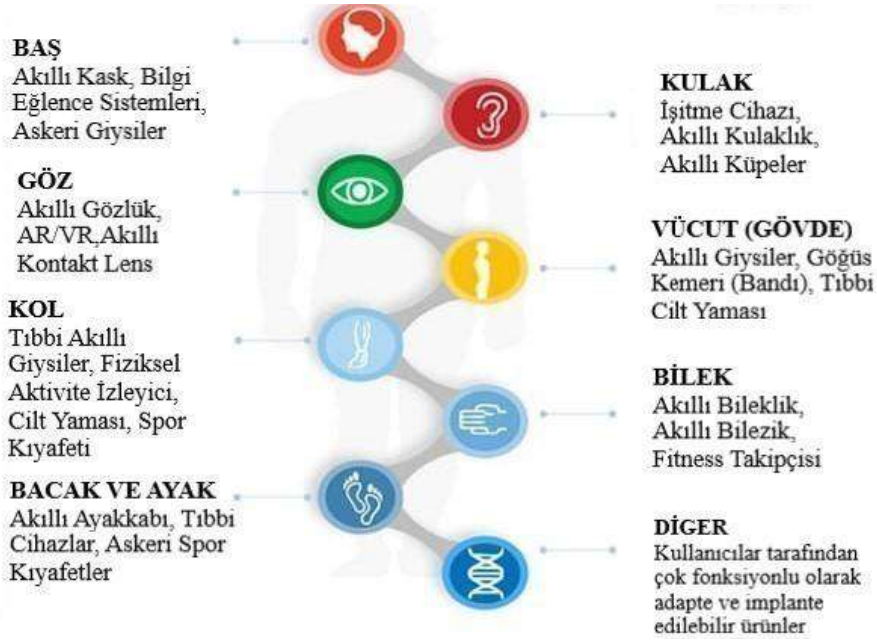 BAŞ
Akıllı Kask, Bilgi
Eğlence Sistemleri,
Askeri Giysiler
KULAK
İşitme Cihazı,
Akıllı Kulaklık,
Akıllı Küpeler
GÖZ
Akıllı Gözlük,
AR/VR,Akıllı
Kontakt Lens
VÜCUT (GÖVDE)
Akıllı Giysiler, Göğüs
Kemeri (Bandı), Tıbbi
Cilt Yaması
KOL
Tıbbi Akıllı
Giysiler, Fiziksel
Aktivite İzleyici,
Cilt Yaması, Spor
Kıyafeti
BİLEK
Akıllı Bileklik,
Akıllı Bilezik,
Fitness Takipçisi
BACAK VE AYAK
Akıllı Ayakkabı, Tıbbi
Cihazlar, Askeri Spor
Kıyafetler
DİGER
Kullanıcılar tarafından
çok fonksiyonlu olarak
adapte ve implante
edilebilir ürünler